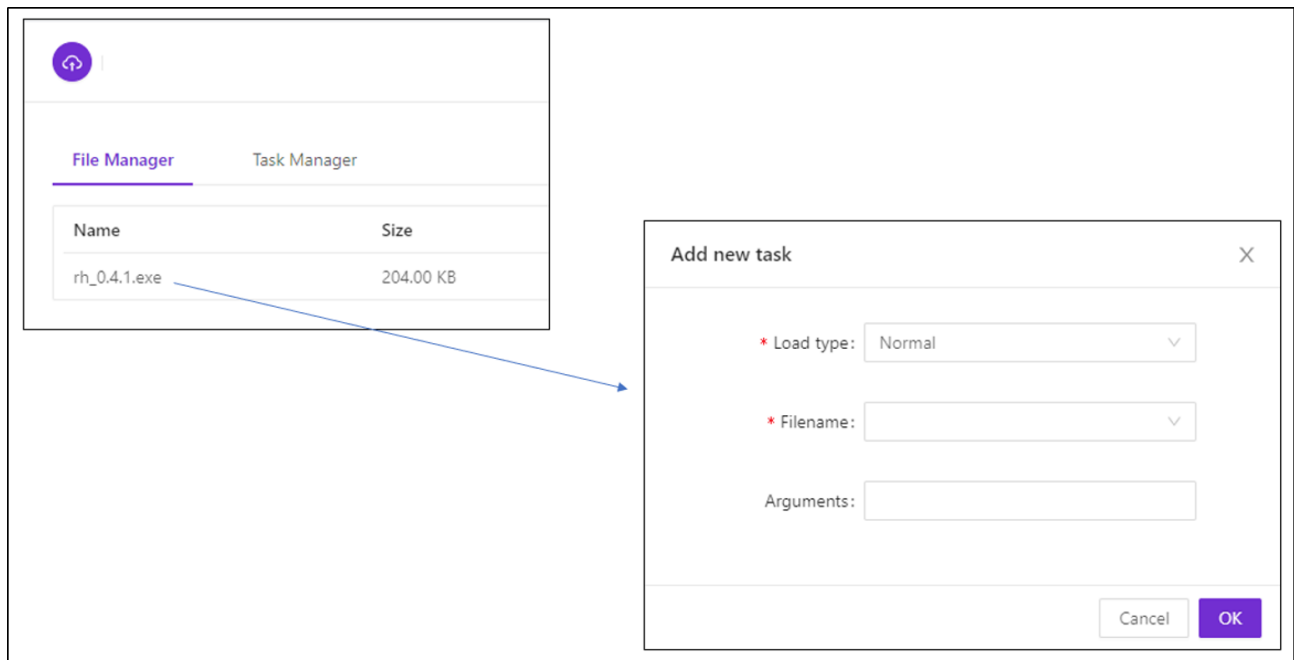 File Manager Task Manager
Name Size
rh_0.4.1.exe 204.00 KB
Add new task
* Load type: Normal
* Filename:
Arguments:
Cancel OK